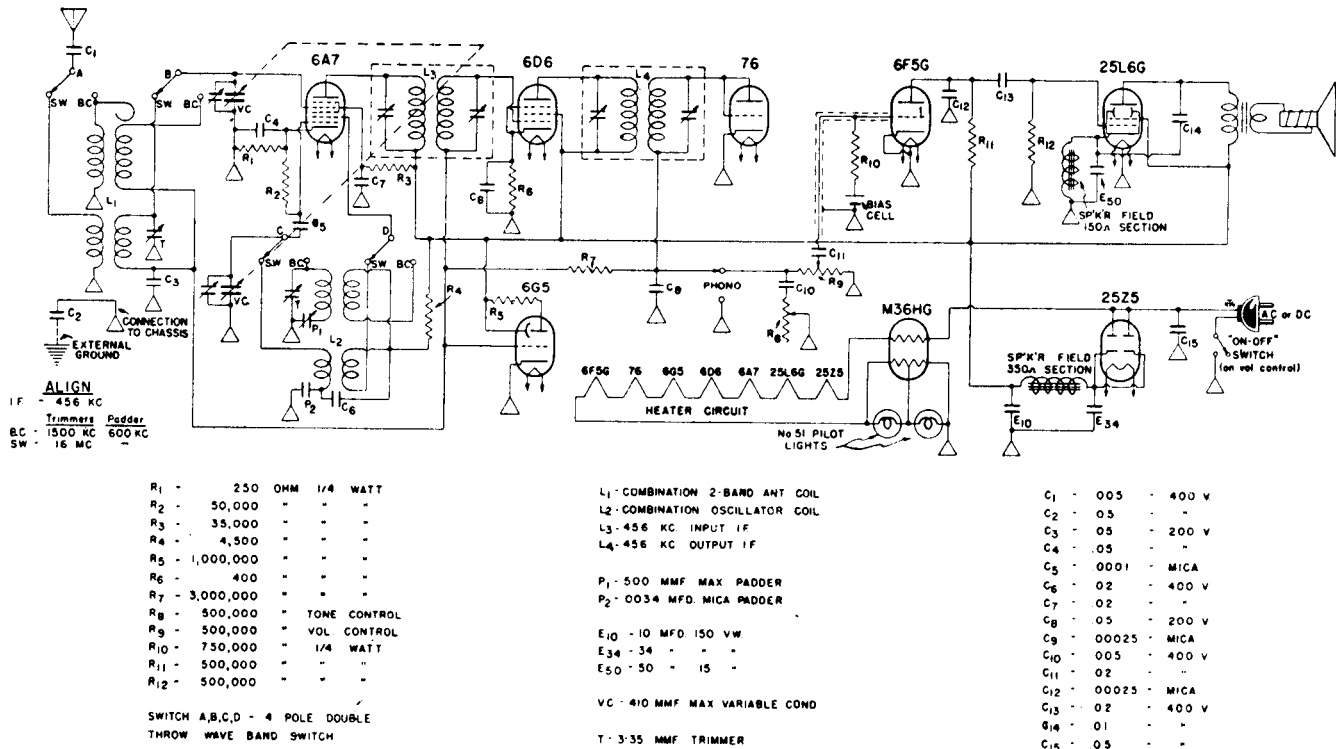 6A7
6D6
76
6F5G
25L6G
C1
A
B
SW
BC
SW
BC
VC
C4
R1
R2
L3
C7
R3
C8
R6
L4
R10
BIAS
CELL
C12
C13
R11
R12
C14
E50
SP'K'R FIELD
150Ω SECTION
L1
T
C3
C5
C
D
SW
BC
SW
BC
VC
T
P1
L2
P2
C6
R4
R5
6G5
R7
C8
PHONO
C10
C11
R9
R8
M36HG
25Z5
C15
A.C or DC
"ON-OFF"
SWITCH
(on vol control)
C2
CONNECTION
TO CHASSIS
EXTERNAL
GROUND
6F5G 76 6G5 6D6 6A7 25L6G 25Z5
HEATER CIRCUIT
No 51 PILOT
LIGHTS
SP'K'R FIELD
350Ω SECTION
E10
E34
ALIGN
I F - 456 KC
Trimmers Padder
B.C - 1500 KC 600 KC
SW - 16 MC -
R1 - 250 OHM 1/4 WATT
R2 - 50,000 " " "
R3 - 35,000 " " "
R4 - 4,500 " " "
R5 - 1,000,000 " " "
R6 - 400 " " "
R7 - 3,000,000 " " "
R8 - 500,000 " TONE CONTROL
R9 - 500,000 " VOL. CONTROL
R10 - 750,000 " 1/4 WATT
R11 - 500,000 " " "
R12 - 500,000 " " "
SWITCH A,B,C,D - 4 POLE DOUBLE
THROW WAVE BAND SWITCH
L1 - COMBINATION 2-BAND ANT COIL
L2 - COMBINATION OSCILLATOR COIL
L3 - 456 KC. INPUT I F
L4 - 456 KC OUTPUT I F
P1 - 500 MMF MAX PADDER
P2 - 0034 MFD. MICA PADDER
E10 - 10 MFD. 150 VW.
E34 - 34 " " "
E50 - 50 " 15 "
VC - 410 MMF MAX VARIABLE COND
T - 3-35 MMF TRIMMER
C1 - 005 - 400 V.
C2 - 05 - "
C3 - 05 - 200 V
C4 - .05 - "
C5 - .0001 - MICA
C6 - 02 - 400 V
C7 - 02 - "
C8 - 05 - 200 V
C9 - 00025 - MICA
C10 - 005 - 400 V
C11 - 02 - "
C12 - 00025 - MICA
C13 - 02 - 400 V
C14 - 01 - "
C15 - 05 - "